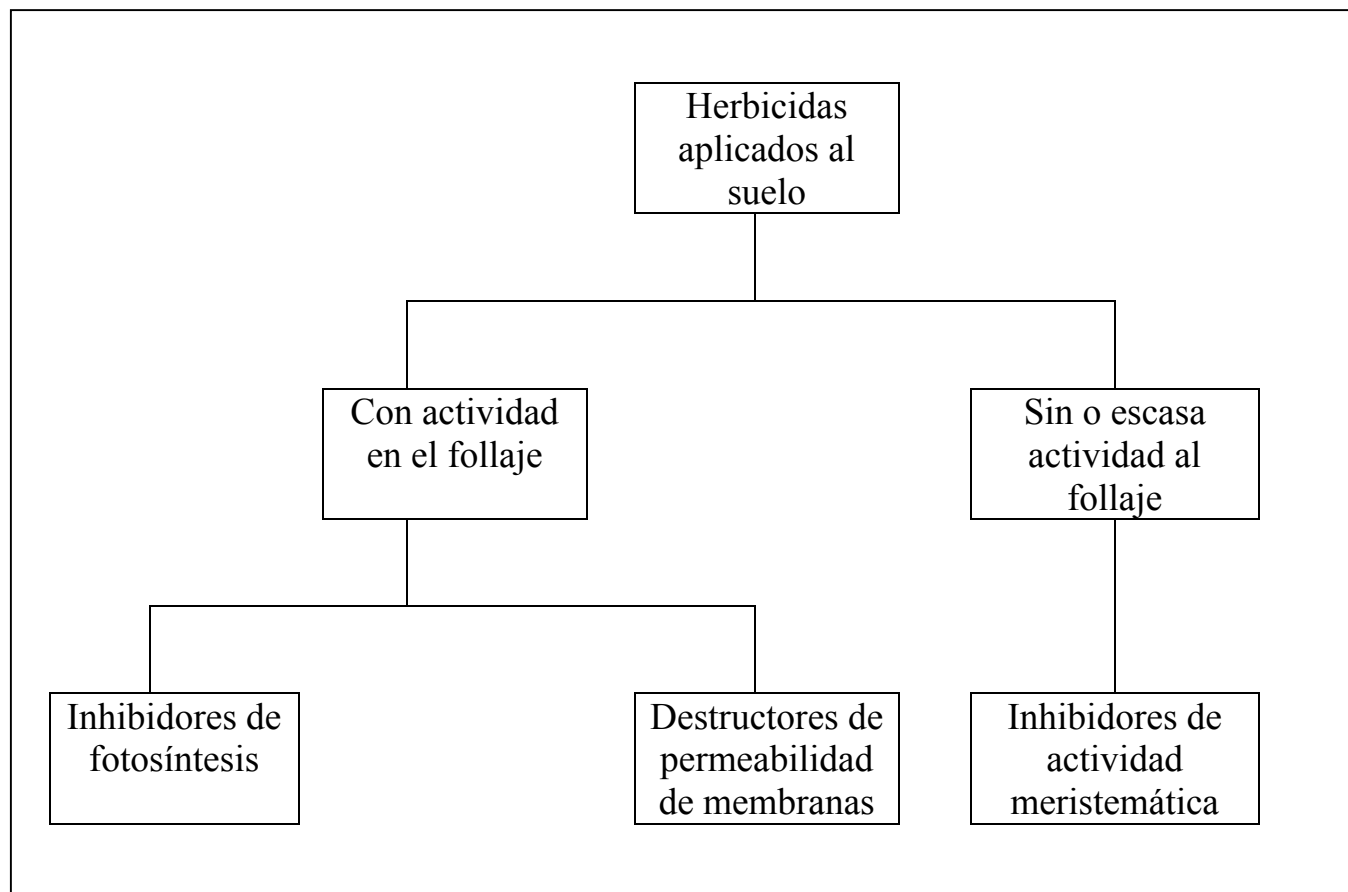 Herbicidas
aplicados al
suelo
Con actividad
en el follaje
Sin o escasa
actividad al
follaje
Inhibidores de
fotosíntesis
Destructores de
permeabilidad
de membranas
Inhibidores de
actividad
meristemática